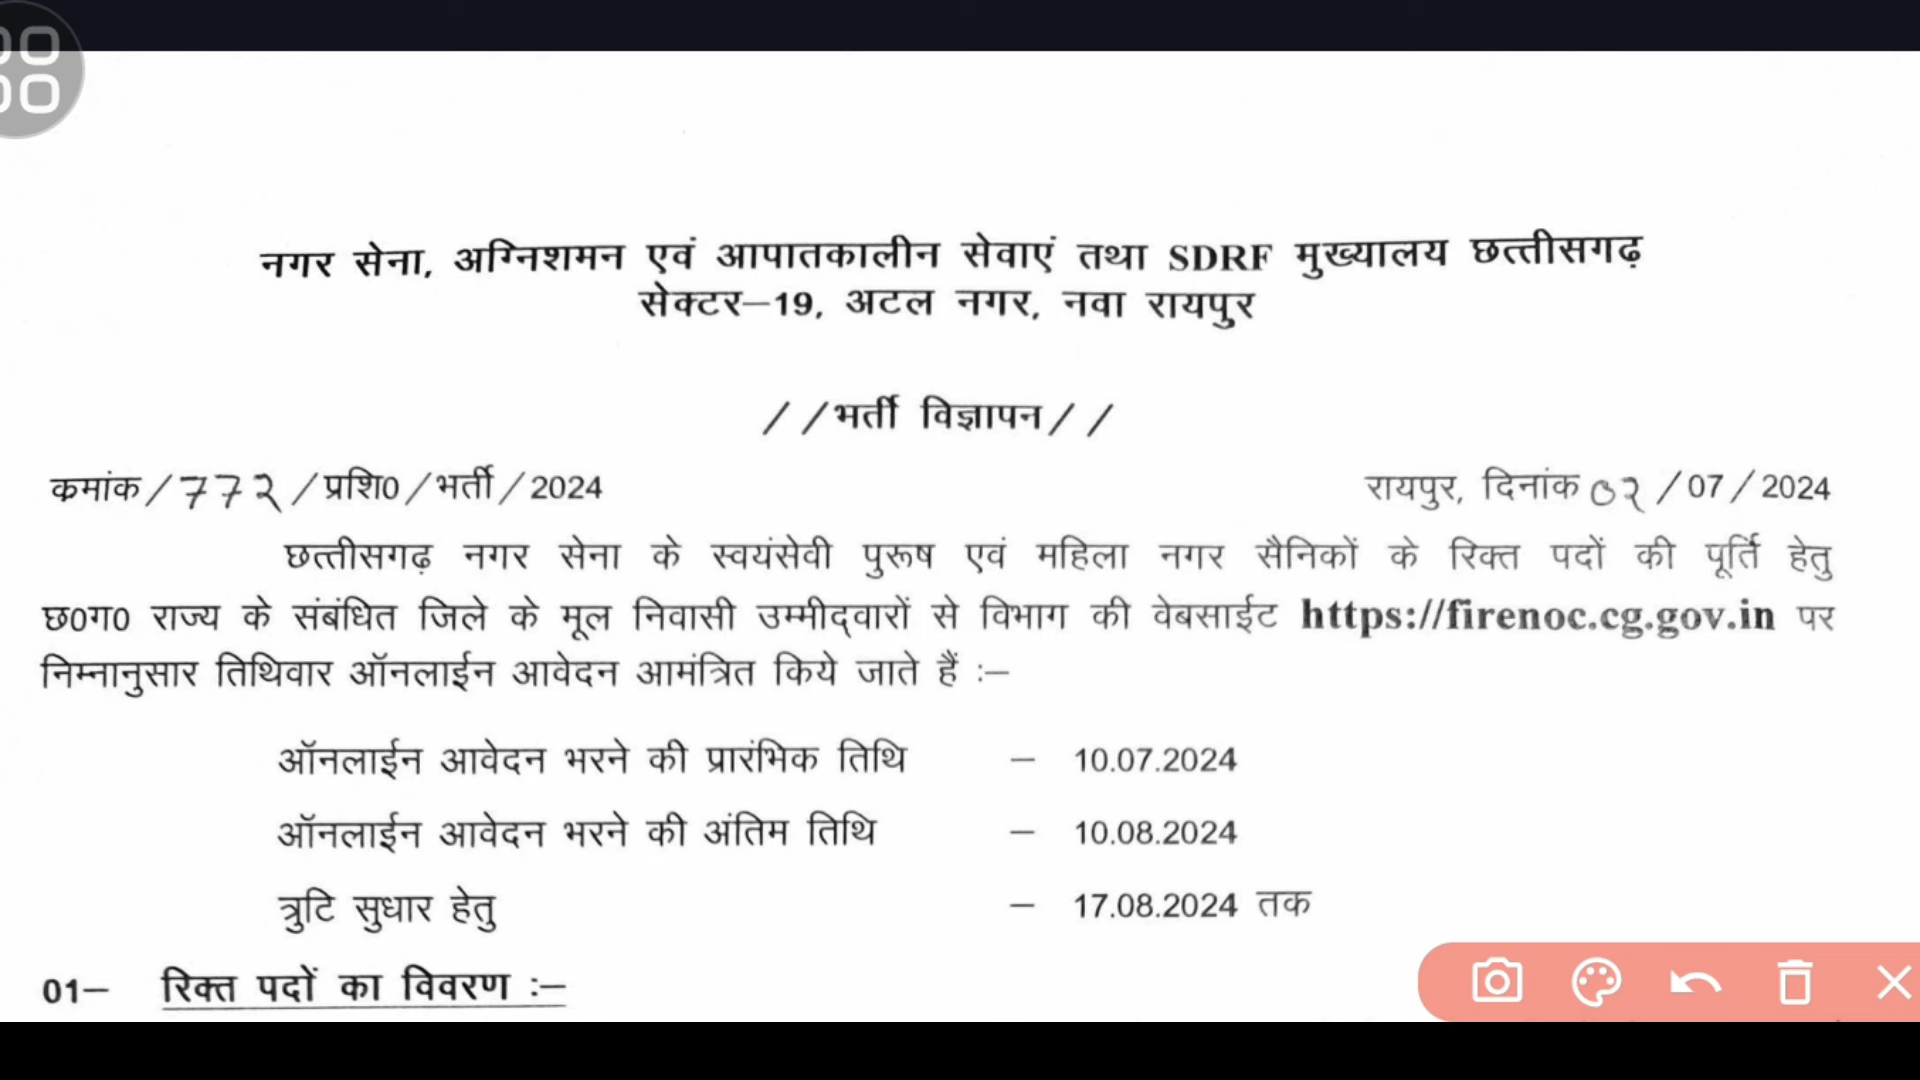 नगर सेना, अग्निशमन एवं आपातकालीन सेवाएं तथा SDRF मुख्यालय छत्तीसगढ़
सेक्टर–19, अटल नगर, नवा रायपुर
//भर्ती विज्ञापन//
कमांक/77२/प्रशि0/भर्ती/2024 रायपुर, दिनांक 0२/07/2024
छत्तीसगढ़ नगर सेना के स्वयंसेवी पुरूष एवं महिला नगर सैनिकों के रिक्त पदों की पूर्ति हेतु
छ0ग0 राज्य के संबंधित जिले के मूल निवासी उम्मीद्वारों से विभाग की वेबसाईट https://firenoc.cg.gov.in पर
निम्नानुसार तिथिवार ऑनलाईन आवेदन आमंत्रित किये जाते हैं :–
ऑनलाईन आवेदन भरने की प्रारंभिक तिथि – 10.07.2024
ऑनलाईन आवेदन भरने की अंतिम तिथि – 10.08.2024
त्रुटि सुधार हेतु – 17.08.2024 तक
01– रिक्त पदों का विवरण :–